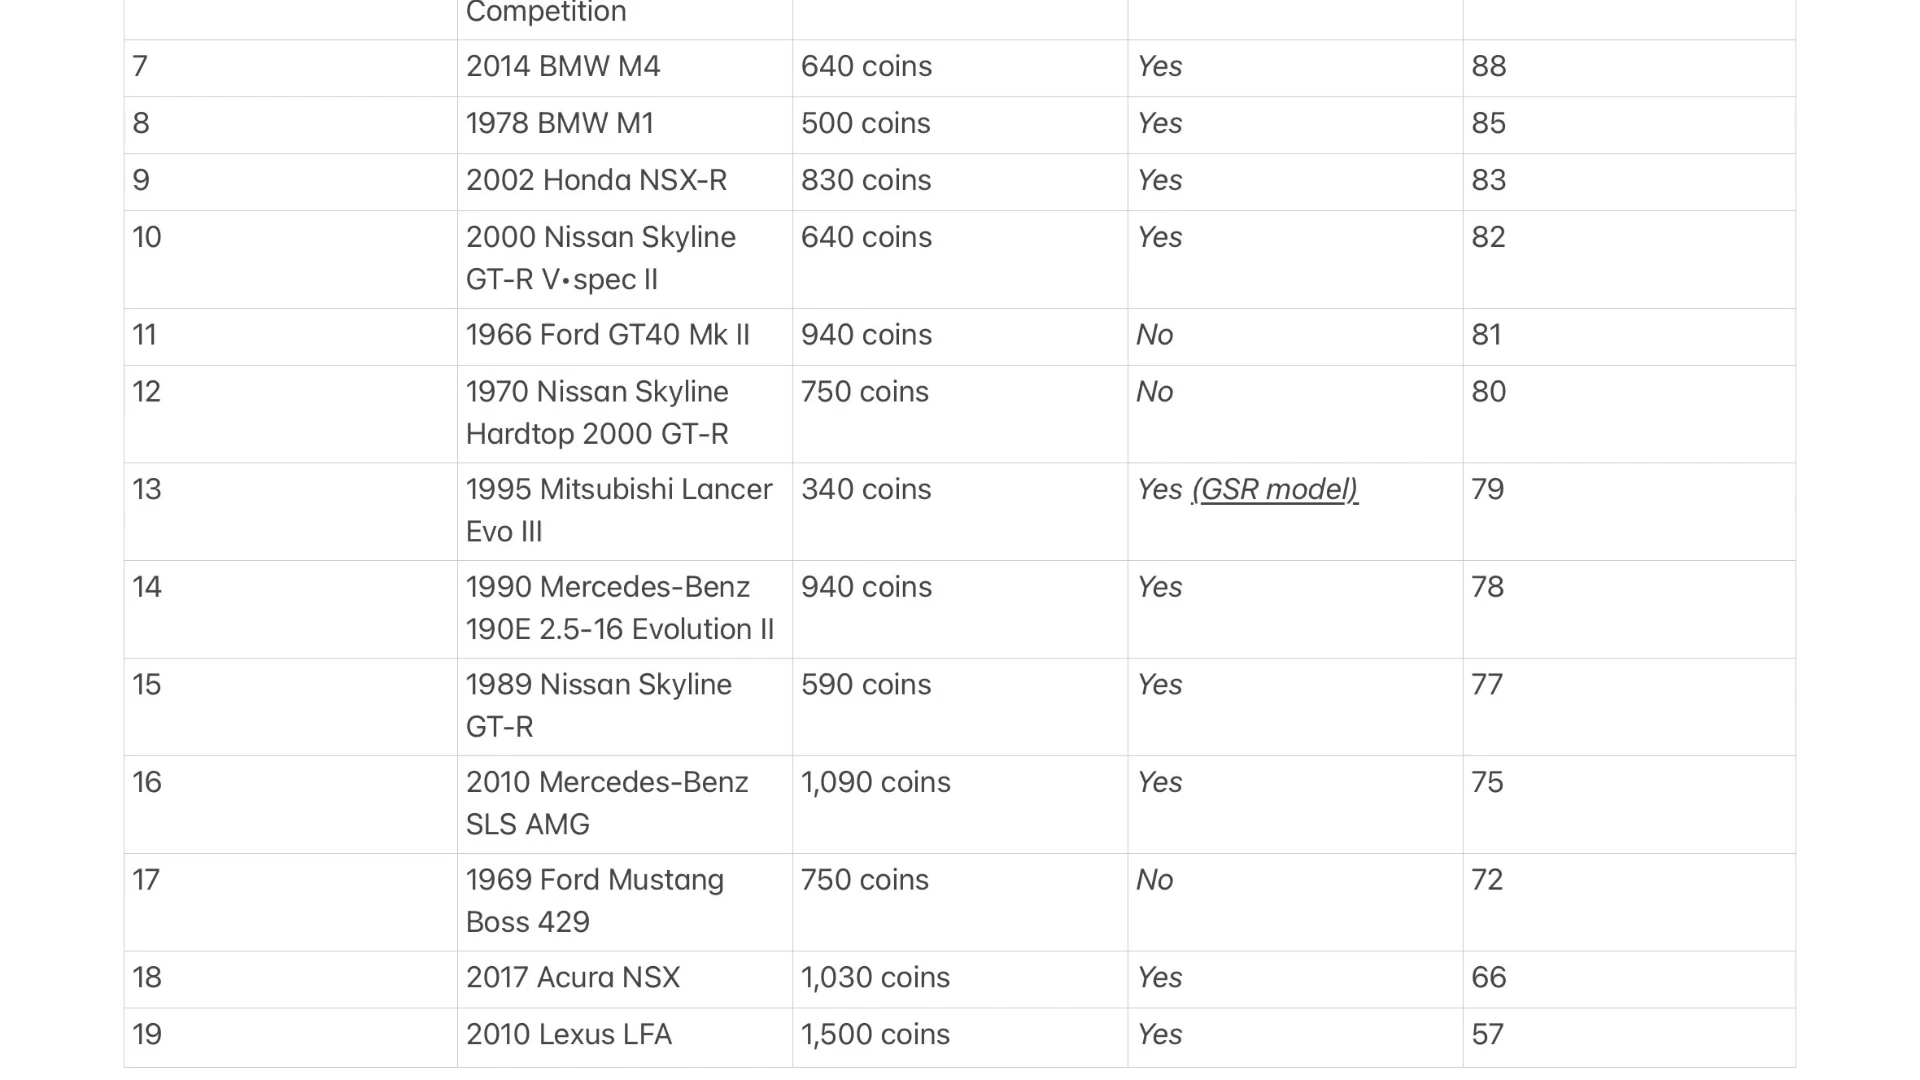 Competition
7 2014 BMW M4 640 coins Yes 88
8 1978 BMW M1 500 coins Yes 85
9 2002 Honda NSX-R 830 coins Yes 83
10 2000 Nissan Skyline 640 coins Yes 82
GT-R V•spec II
11 1966 Ford GT40 Mk II 940 coins No 81
12 1970 Nissan Skyline 750 coins No 80
Hardtop 2000 GT-R
13 1995 Mitsubishi Lancer 340 coins Yes (GSR model) 79
Evo III
14 1990 Mercedes-Benz 940 coins Yes 78
190E 2.5-16 Evolution II
15 1989 Nissan Skyline 590 coins Yes 77
GT-R
16 2010 Mercedes-Benz 1,090 coins Yes 75
SLS AMG
17 1969 Ford Mustang 750 coins No 72
Boss 429
18 2017 Acura NSX 1,030 coins Yes 66
19 2010 Lexus LFA 1,500 coins Yes 57